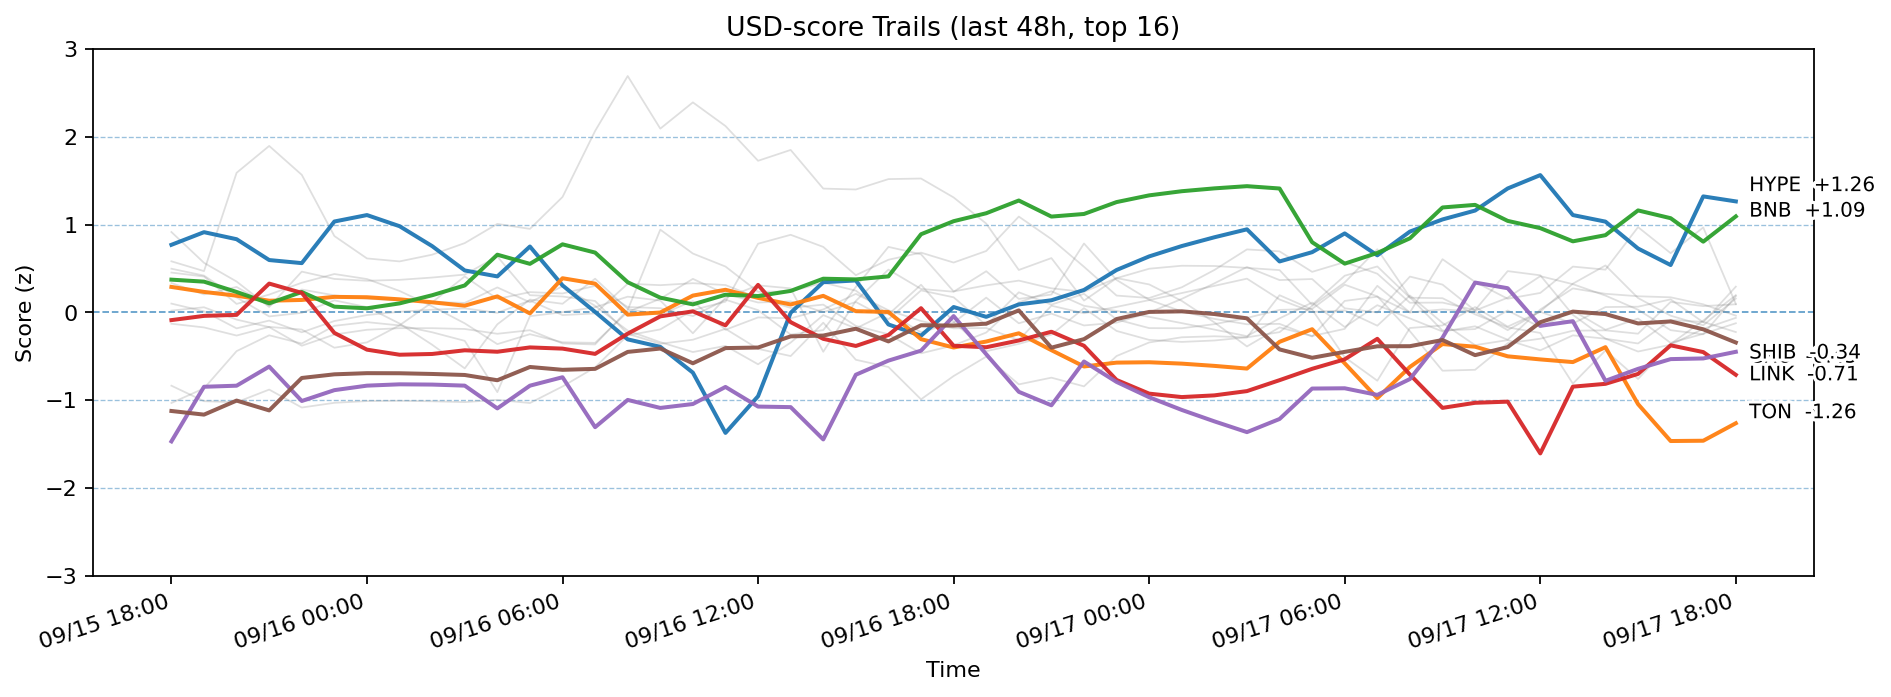 USD-score Trails (last 48h, top 16)
Score (z)
3
2
1
0
−1
−2
−3
HYPE +1.26
BNB +1.09
SHIB -0.34
LINK -0.71
TON -1.26
09/15 18:00
09/16 00:00
09/16 06:00
09/16 12:00
09/16 18:00
09/17 00:00
09/17 06:00
09/17 12:00
09/17 18:00
Time